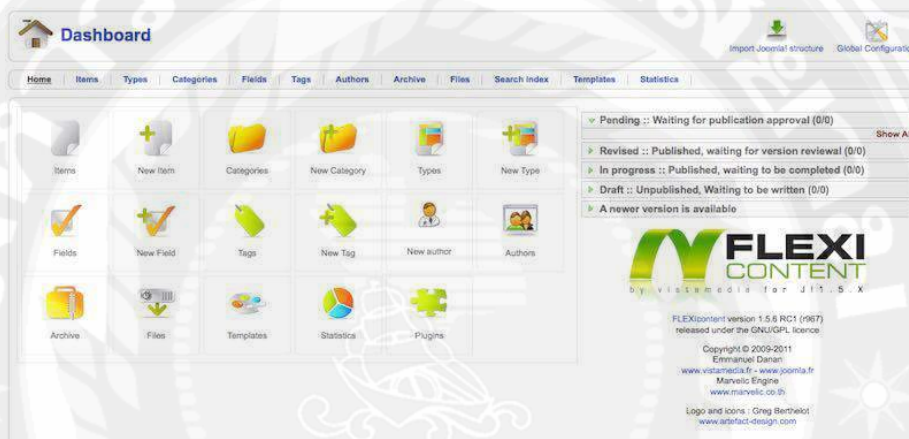 Dashboard
Import Joomla! structure
Global Configuratio
Home Items Types Categories Fields Tags Authors Archive Files Search Index Templates Statistics
Items New Item Categories New Category Types New Type
Fields New Field Tags New Tag New author Authors
Archive Files Templates Statistics Plugins
Pending :: Waiting for publication approval (0/0)
Show Al
Revised :: Published, waiting for version reviewal (0/0)
In progress :: Published, waiting to be completed (0/0)
Draft :: Unpublished, Waiting to be written (0/0)
A newer version is available
FLEXI
CONTENT
by vistamedia for J!1.5.X
FLEXIcontent version 1.5.6 RC1 (r967)
released under the GNU/GPL licence
Copyright © 2009-2011
Emmanuel Danan
www.vistamedia.fr - www.joomla.fr
Marvelic Engine
www.marvelic.co.th
Logo and icons : Greg Berthelot
www.artefact-design.com